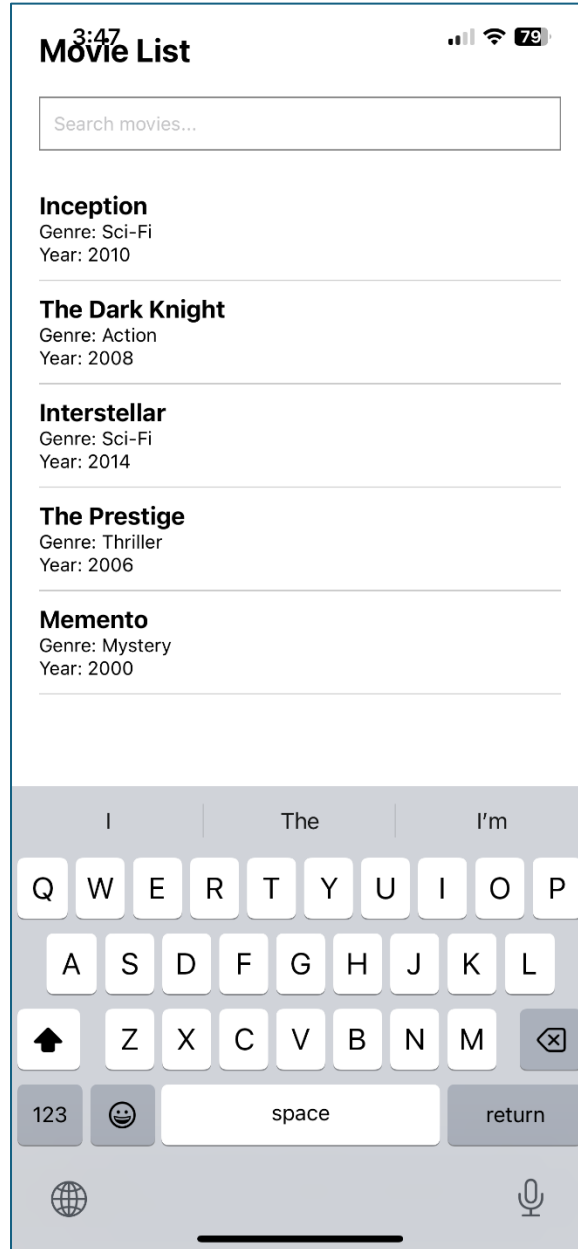 3:47
79
Movie List
Search movies...
Inception
Genre: Sci-Fi
Year: 2010
The Dark Knight
Genre: Action
Year: 2008
Interstellar
Genre: Sci-Fi
Year: 2014
The Prestige
Genre: Thriller
Year: 2006
Memento
Genre: Mystery
Year: 2000
I The I'm
Q W E R T Y U I O P
A S D F G H J K L
Z X C V B N M
123 space return